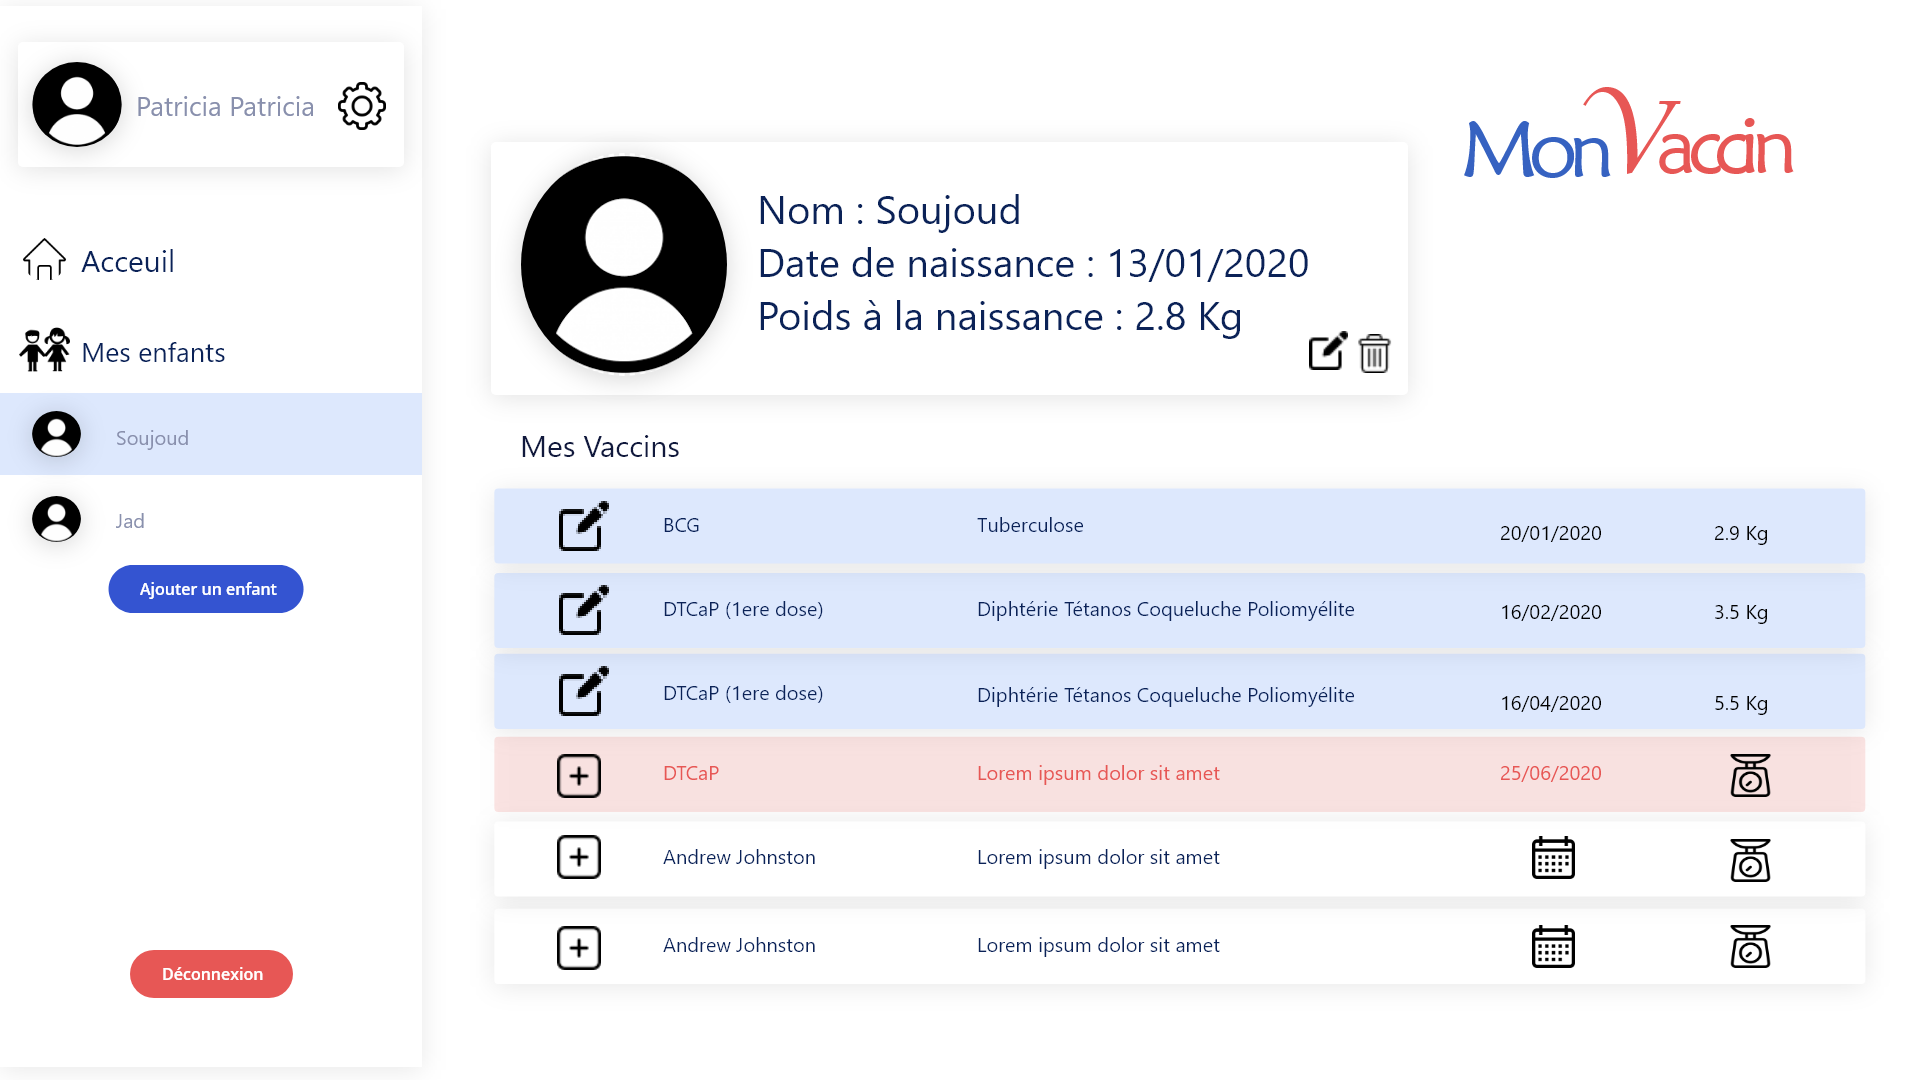 Patricia Patricia
Acceuil
Mes enfants
Soujoud
Jad
Ajouter un enfant
Déconnexion
MonVaccin
Nom : Soujoud
Date de naissance : 13/01/2020
Poids à la naissance : 2.8 Kg
Mes Vaccins
BCG Tuberculose 20/01/2020 2.9 Kg
DTCaP (1ere dose) Diphtérie Tétanos Coqueluche Poliomyélite 16/02/2020 3.5 Kg
DTCaP (1ere dose) Diphtérie Tétanos Coqueluche Poliomyélite 16/04/2020 5.5 Kg
DTCaP Lorem ipsum dolor sit amet 25/06/2020
Andrew Johnston Lorem ipsum dolor sit amet
Andrew Johnston Lorem ipsum dolor sit amet